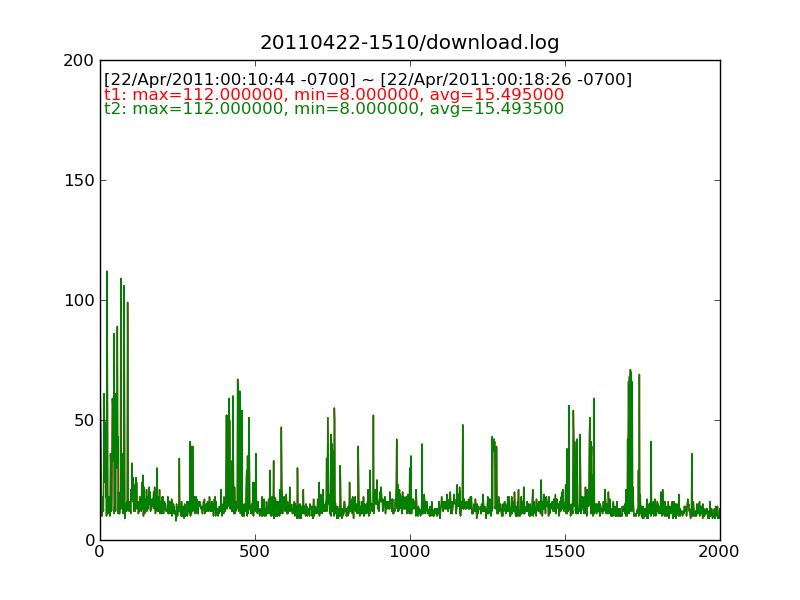 20110422-1510/download.log
200
[22/Apr/2011:00:10:44 -0700] ~ [22/Apr/2011:00:18:26 -0700]
t1: max=112.000000, min=8.000000, avg=15.495000
t2: max=112.000000, min=8.000000, avg=15.493500
150
100
50
0
0 500 1000 1500 2000